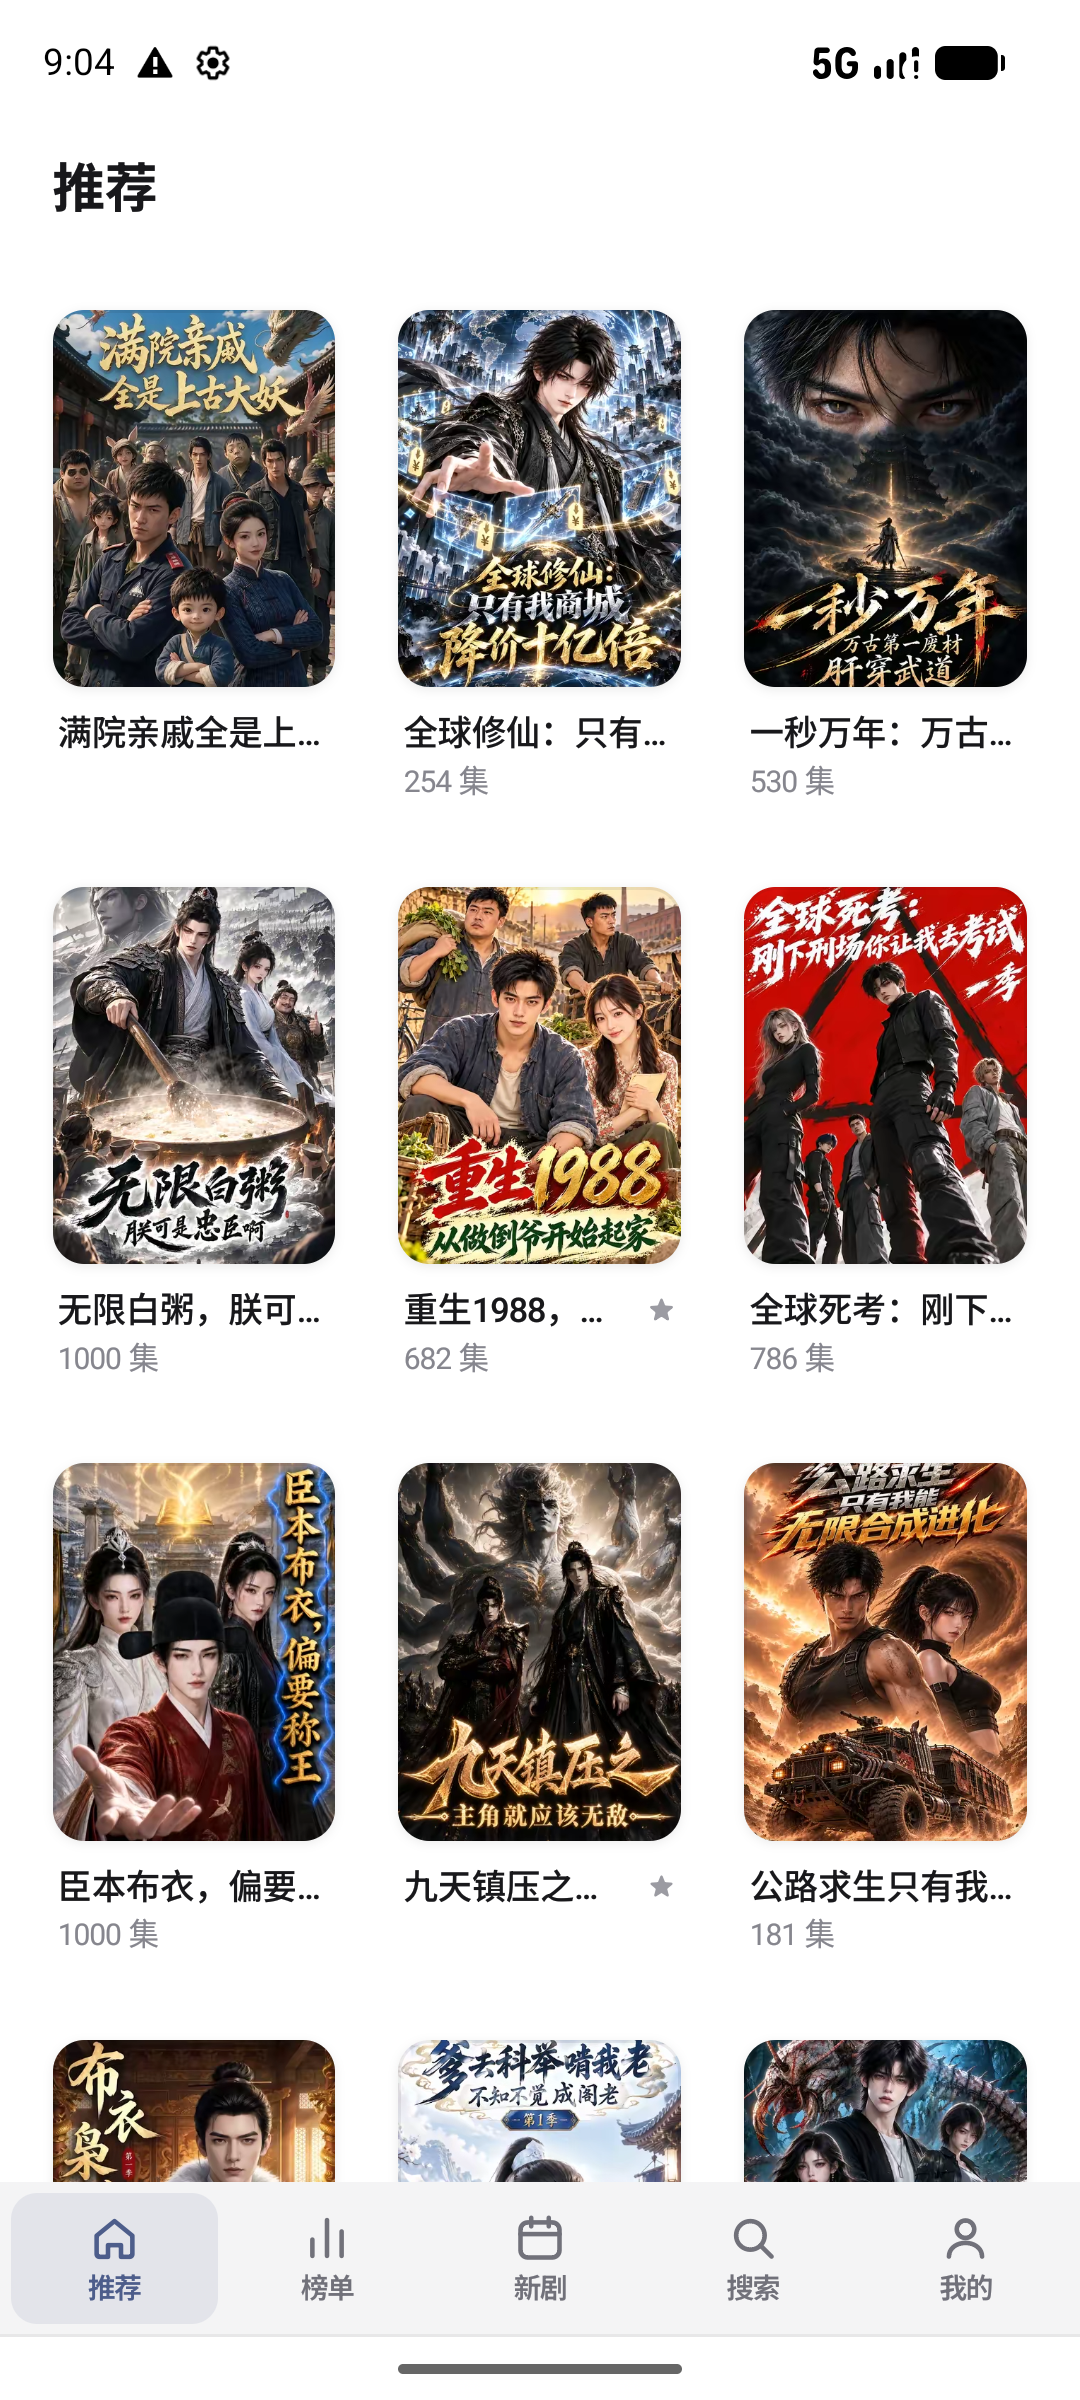 9:04
5G
推荐
满院亲戚
全是上古大妖
全球修仙：
只有我商城
降价十亿倍
一秒万年
万古第一废材
肝穿武道
满院亲戚全是上...
全球修仙：只有...
一秒万年：万古...
254 集
530 集
无限白粥
朕可是忠臣啊
重生1988
从做倒爷开始起家
全球死考：
刚下刑场你让我去考试
一季
无限白粥，朕可...
重生1988，...
全球死考：刚下...
1000 集
682 集
786 集
臣本布衣，偏要称王
九天镇压之
主角就应该无敌
公路求生
只有我能
无限合成进化
臣本布衣，偏要...
九天镇压之...
公路求生只有我...
1000 集
181 集
布衣枭
第一季
爹去科举啃我老
不知不觉成阁老
第1季
推荐
榜单
新剧
搜索
我的